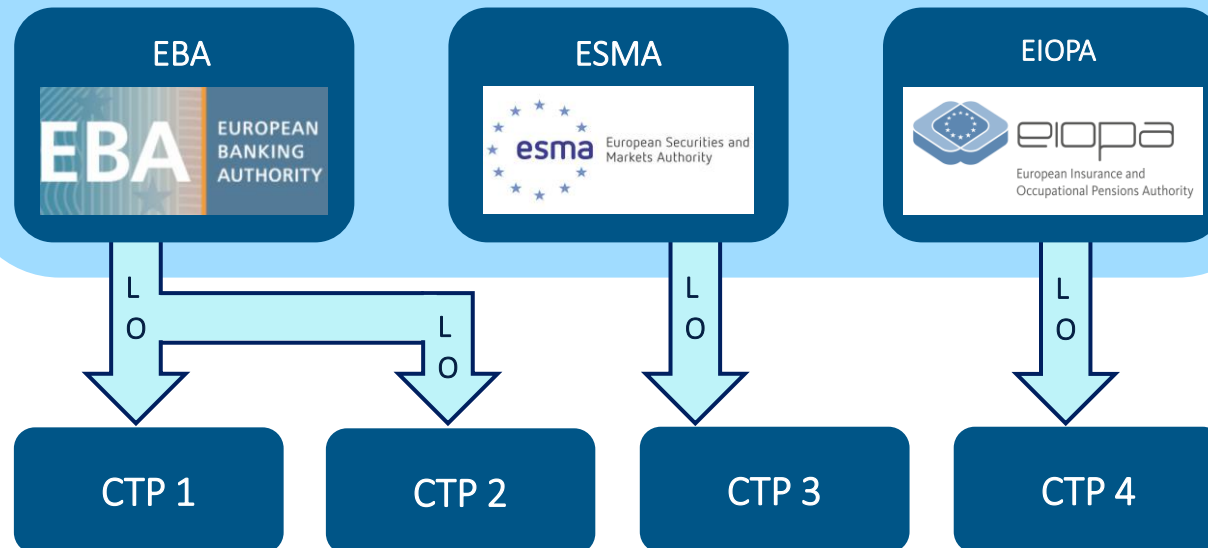 EBA
ESMA
EIOPA
EBA
EUROPEAN
BANKING
AUTHORITY
esma
European Securities and
Markets Authority
eiopa
European Insurance and
Occupational Pensions Authority
L
O
L
O
L
O
L
O
CTP 1
CTP 2
CTP 3
CTP 4